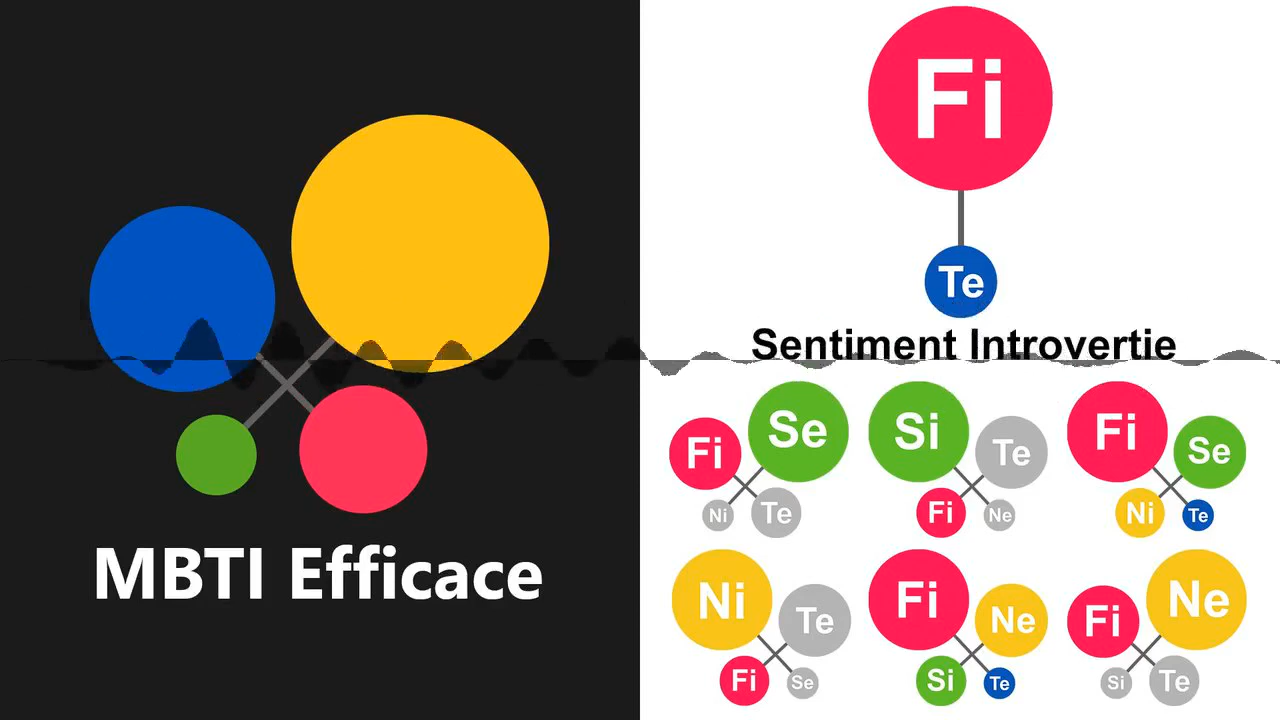 MBTI Efficace
Fi
Te
Sentiment Introvertie
Fi Se
Ni Te
Si Te
Fi Ne
Fi Se
Ni Te
Ni Te
Fi Se
Fi Ne
Si Te
Fi Ne
Si Te